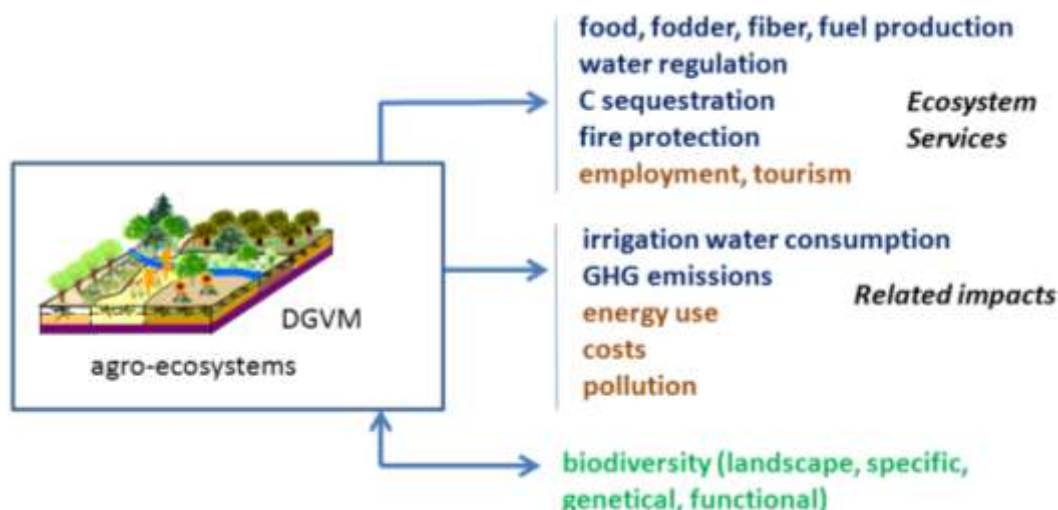 food, fodder, fiber, fuel production
water regulation
C sequestration
fire protection
employment, tourism
Ecosystem
Services
DGVM
agro-ecosystems
irrigation water consumption
GHG emissions
energy use
costs
pollution
Related impacts
biodiversity (landscape, specific,
genetical, functional)